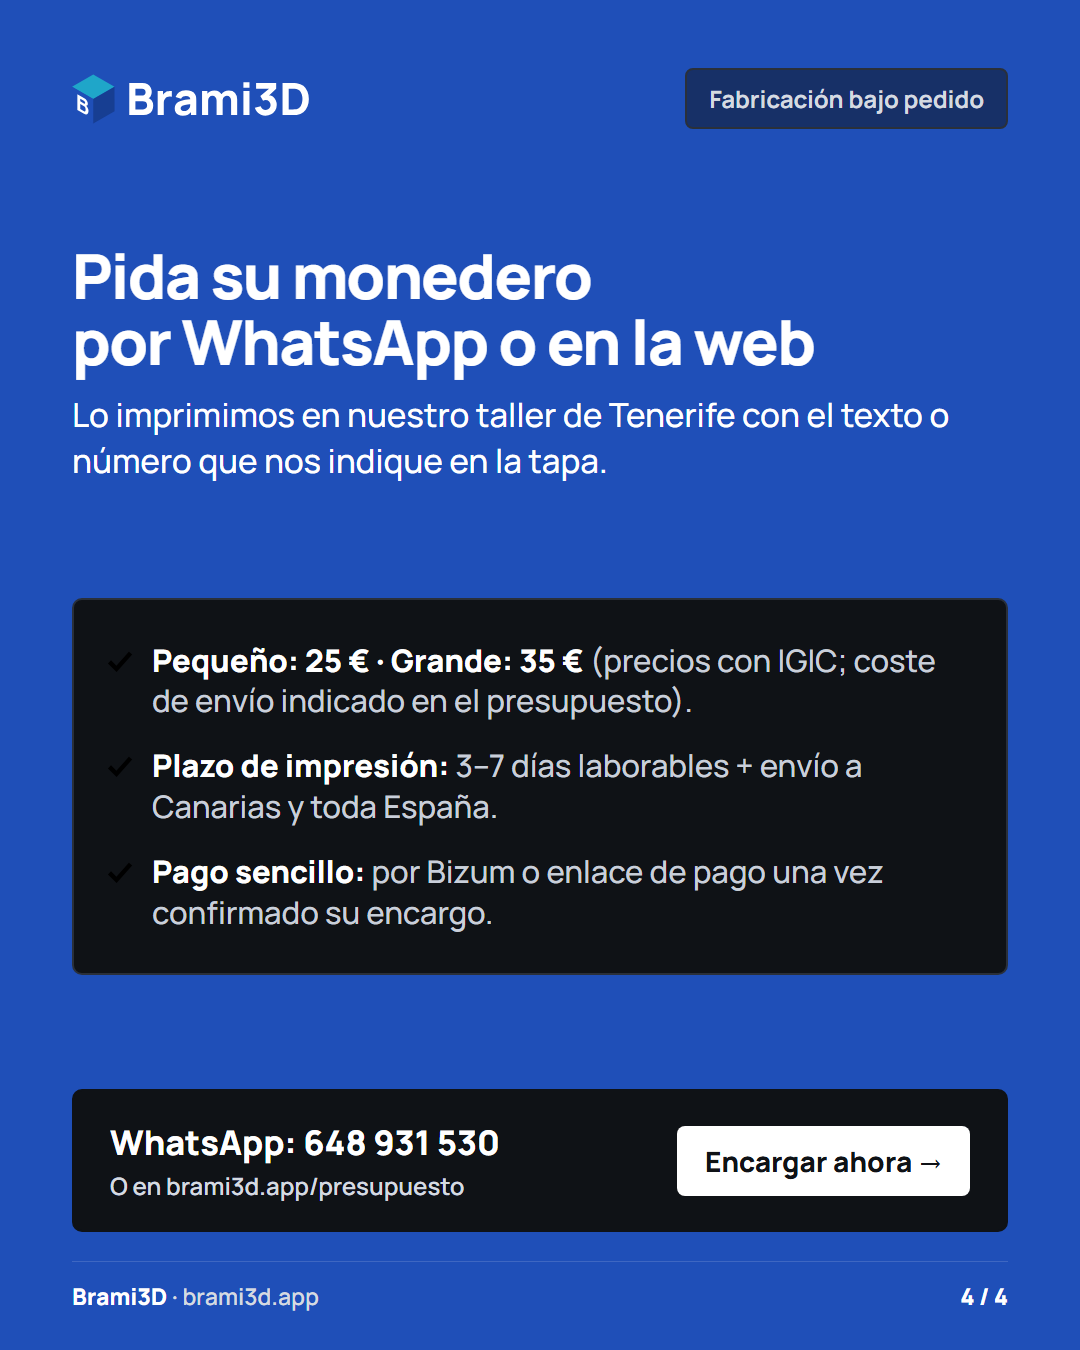 B Brami3D
Fabricación bajo pedido
Pida su monedero
por WhatsApp o en la web
Lo imprimimos en nuestro taller de Tenerife con el texto o
número que nos indique en la tapa.
Pequeño: 25 € · Grande: 35 € (precios con IGIC; coste
de envío indicado en el presupuesto).
Plazo de impresión: 3–7 días laborables + envío a
Canarias y toda España.
Pago sencillo: por Bizum o enlace de pago una vez
confirmado su encargo.
WhatsApp: 648 931 530
O en brami3d.app/presupuesto
Encargar ahora →
Brami3D · brami3d.app
4 / 4